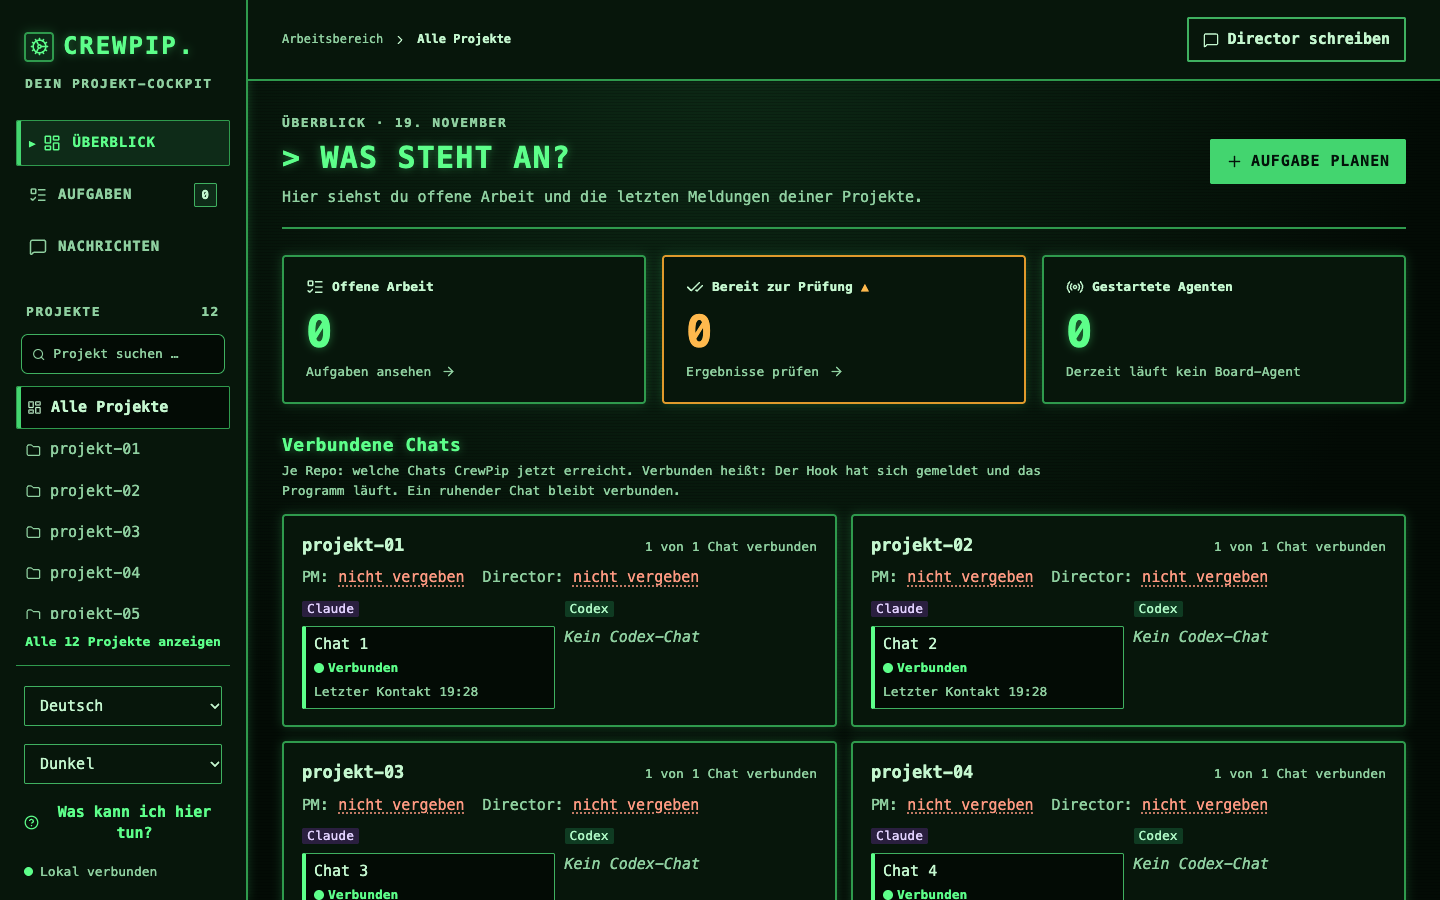 CREWPIP.
DEIN PROJEKT-COCKPIT
ÜBERBLICK
AUFGABEN 0
NACHRICHTEN
PROJEKTE 12
Projekt suchen …
Alle Projekte
projekt-01
projekt-02
projekt-03
projekt-04
projekt-05
Alle 12 Projekte anzeigen
Deutsch
Dunkel
Was kann ich hier
tun?
Lokal verbunden
Arbeitsbereich > Alle Projekte
Director schreiben
ÜBERBLICK · 19. NOVEMBER
> WAS STEHT AN?
Hier siehst du offene Arbeit und die letzten Meldungen deiner Projekte.
+ AUFGABE PLANEN
Offene Arbeit
0
Aufgaben ansehen →
Bereit zur Prüfung ▲
0
Ergebnisse prüfen →
Gestartete Agenten
0
Derzeit läuft kein Board-Agent
Verbundene Chats
Je Repo: welche Chats CrewPip jetzt erreicht. Verbunden heißt: Der Hook hat sich gemeldet und das
Programm läuft. Ein ruhender Chat bleibt verbunden.
projekt-01 1 von 1 Chat verbunden
PM: nicht vergeben Director: nicht vergeben
Claude Codex
Chat 1 Kein Codex-Chat
Verbunden
Letzter Kontakt 19:28
projekt-02 1 von 1 Chat verbunden
PM: nicht vergeben Director: nicht vergeben
Claude Codex
Chat 2 Kein Codex-Chat
Verbunden
Letzter Kontakt 19:28
projekt-03 1 von 1 Chat verbunden
PM: nicht vergeben Director: nicht vergeben
Claude Codex
Chat 3 Kein Codex-Chat
Verbunden
projekt-04 1 von 1 Chat verbunden
PM: nicht vergeben Director: nicht vergeben
Claude Codex
Chat 4 Kein Codex-Chat
Verbunden